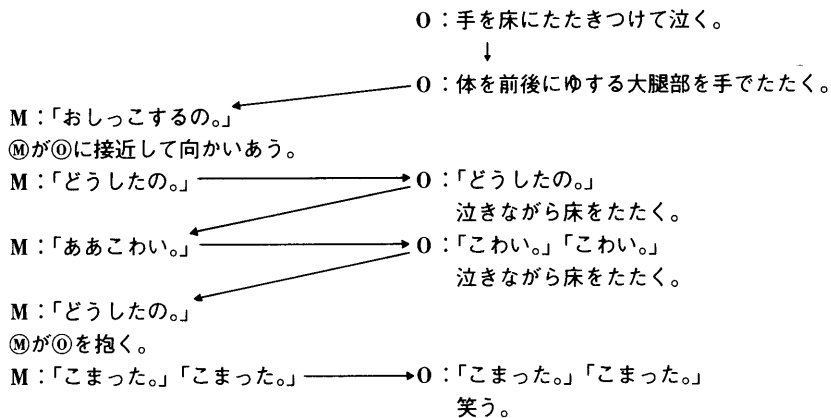 O：手を床にたたきつけて泣く。
O：体を前後にゆする大腿部を手でたたく。
M：「おしっこするの。」
ⓂがⓄに接近して向かいあう。
M：「どうしたの。」 O：「どうしたの。」
泣きながら床をたたく。
M：「ああこわい。」 O：「こわい。」「こわい。」
泣きながら床をたたく。
M：「どうしたの。」
ⓂがⓄを抱く。
M：「こまった。」「こまった。」 O：「こまった。」「こまった。」
笑う。